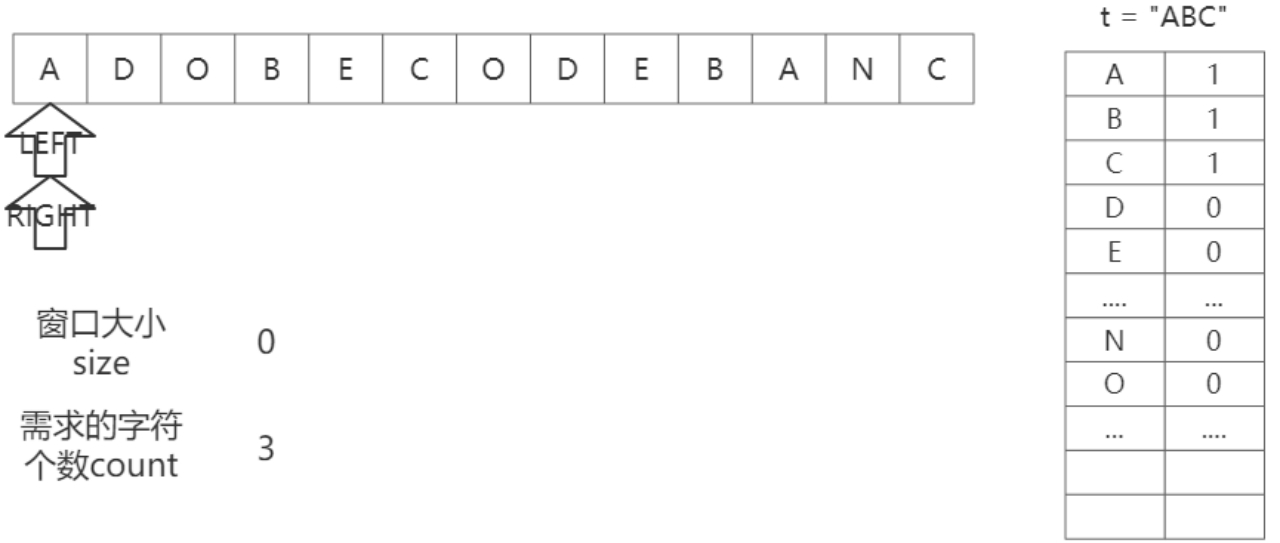 t = "ABC"
A D O B E C O D E B A N C
LEFT
RIGHT
窗口大小
size 0
需求的字符
个数count 3
A 1
B 1
C 1
D 0
E 0
.... ...
N 0
O 0
... ....